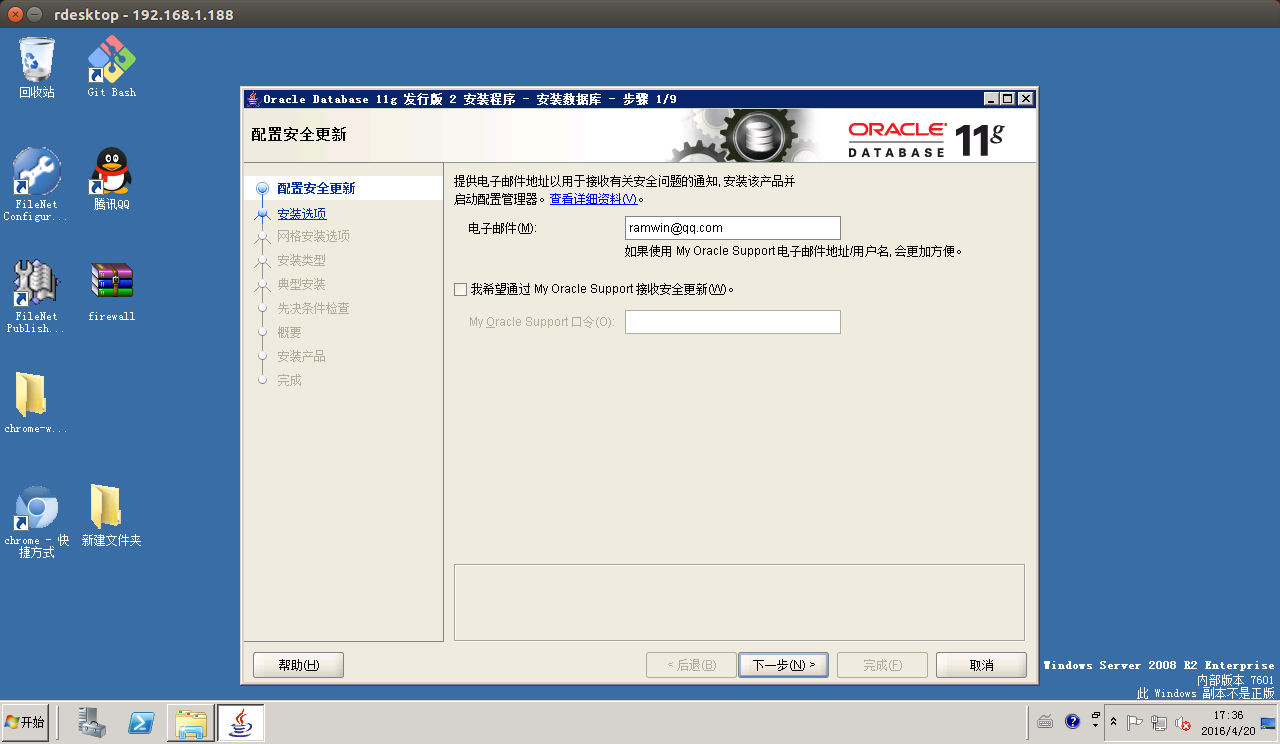 rdesktop - 192.168.1.188
回收站
Git Bash
FileNet
Configur...
腾讯QQ
FileNet
Publish...
firewall
chrome-w...
chrome - 快
捷方式
新建文件夹
Oracle Database 11g 发行版 2 安装程序 - 安装数据库 - 步骤 1/9
配置安全更新
ORACLE
DATABASE
11g
配置安全更新
安装选项
网格安装选项
安装类型
典型安装
先决条件检查
概要
安装产品
完成
提供电子邮件地址以用于接收有关安全问题的通知, 安装该产品并
启动配置管理器。查看详细资料(V)。
电子邮件(M):
ramwin@qq.com
如果使用 My Oracle Support 电子邮件地址/用户名, 会更加方便。
我希望通过 My Oracle Support 接收安全更新(W)。
My Oracle Support 口令(O):
帮助(H)
< 后退(B)
下一步(N) >
完成(F)
取消
Windows Server 2008 R2 Enterprise
内部版本 7601
此 Windows 副本不是正版
开始
17:36
2016/4/20